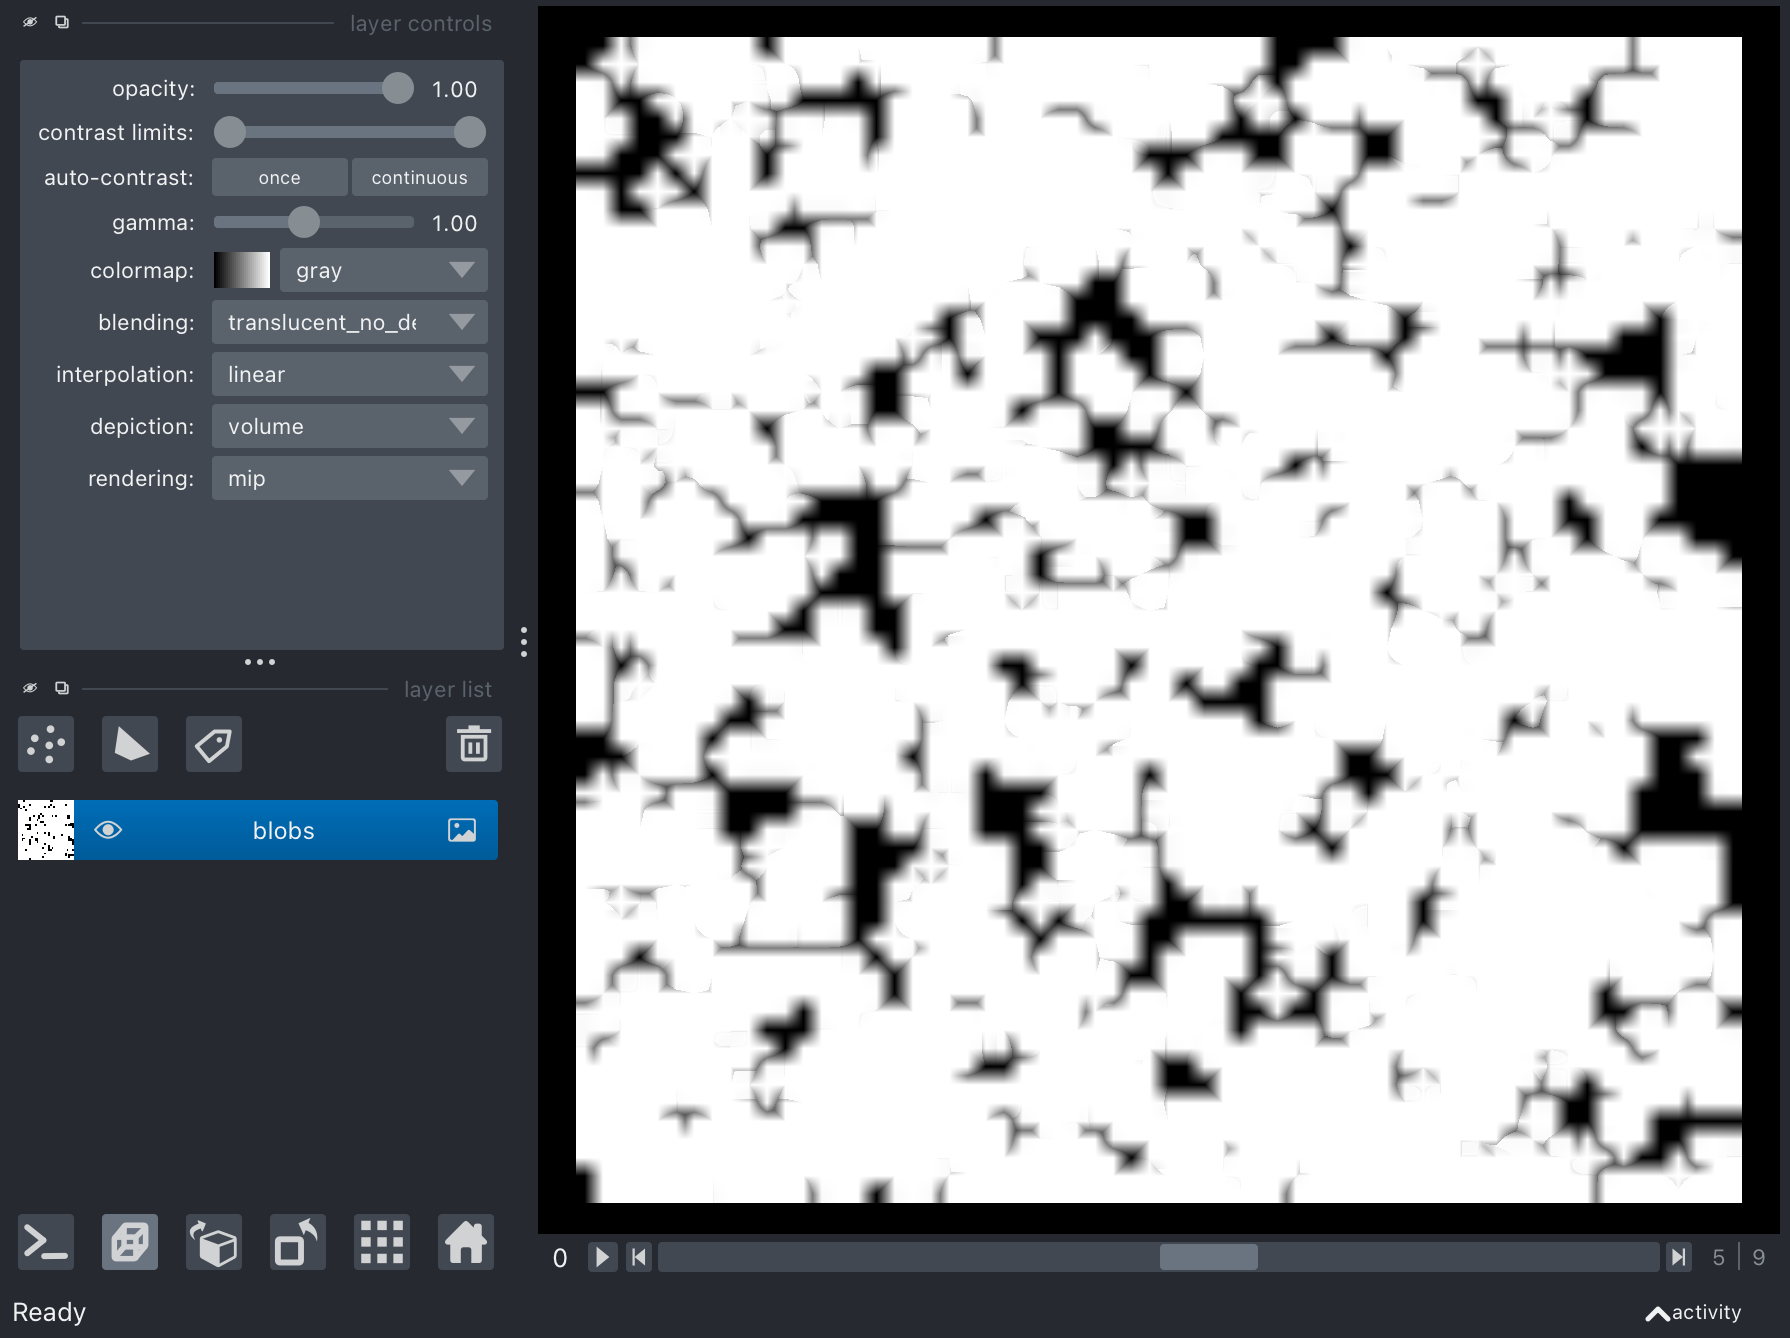 layer controls
opacity: 1.00
contrast limits:
auto-contrast: once continuous
gamma: 1.00
colormap: gray
blending: translucent_no_de
interpolation: linear
depiction: volume
rendering: mip
layer list
blobs
0 5 9
Ready activity